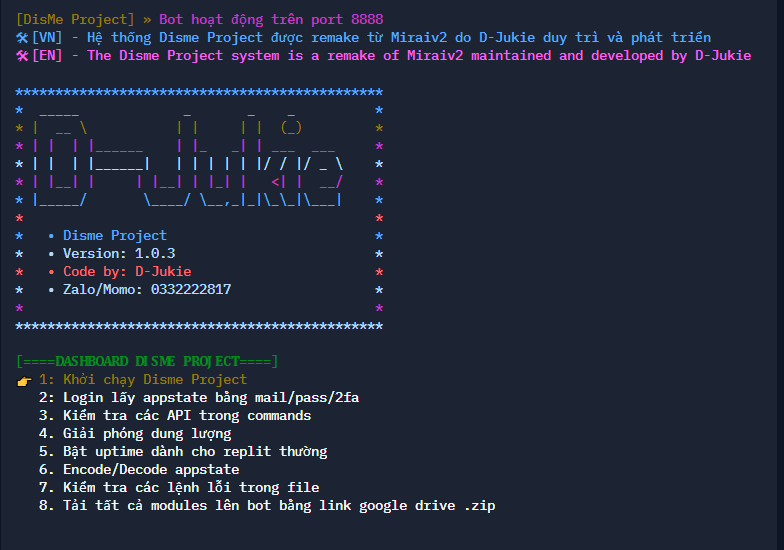 [DisMe Project] » Bot hoạt động trên port 8888
🛠[VN] - Hệ thống Disme Project được remake từ Miraiv2 do D-Jukie duy trì và phát triển
🛠[EN] - The Disme Project system is a remake of Miraiv2 maintained and developed by D-Jukie
**********************************************
D-Jukie
• Disme Project
• Version: 1.0.3
• Code by: D-Jukie
• Zalo/Momo: 0332222817
**********************************************
[====DASHBOARD DISME PROJECT====]
👉 1: Khởi chạy Disme Project
2: Login lấy appstate bằng mail/pass/2fa
3. Kiểm tra các API trong commands
4. Giải phóng dung lượng
5. Bật uptime dành cho replit thường
6. Encode/Decode appstate
7. Kiểm tra các lệnh lỗi trong file
8. Tải tất cả modules lên bot bằng link google drive .zip